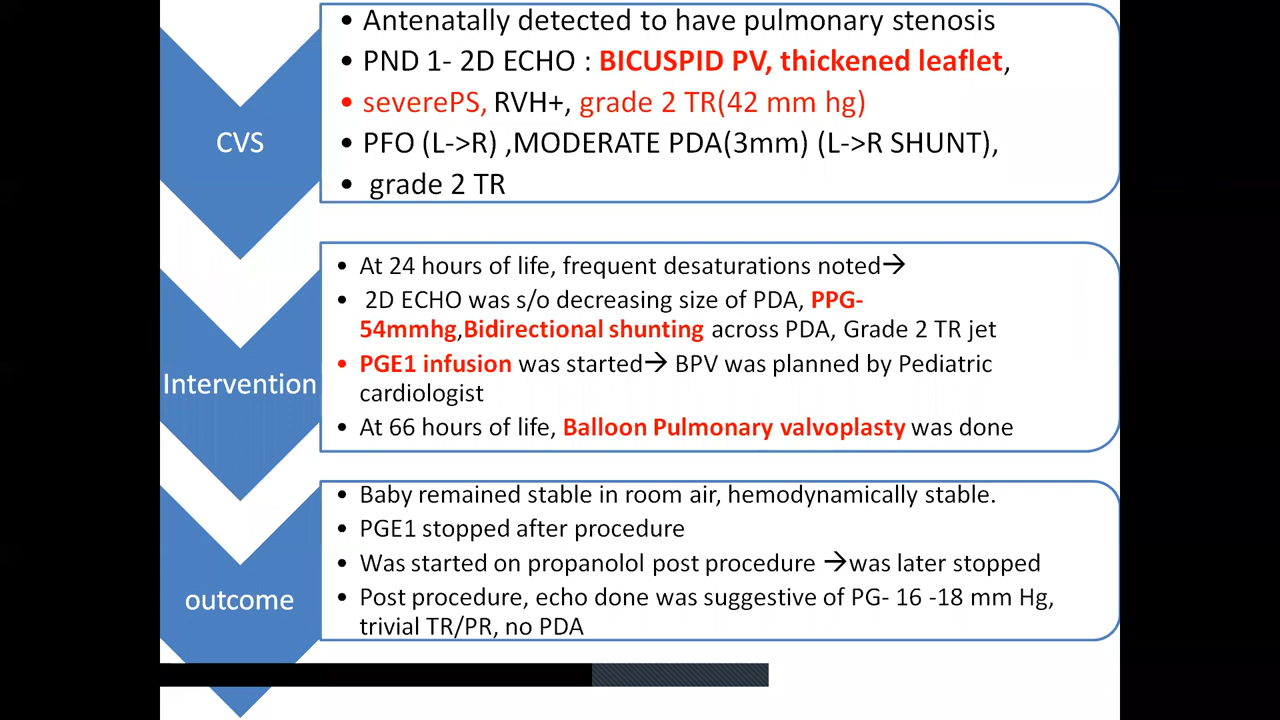 CVS
• Antenatally detected to have pulmonary stenosis
• PND 1- 2D ECHO : BICUSPID PV, thickened leaflet,
• severePS, RVH+, grade 2 TR(42 mm hg)
• PFO (L->R) ,MODERATE PDA(3mm) (L->R SHUNT),
• grade 2 TR
Intervention
• At 24 hours of life, frequent desaturations noted→
• 2D ECHO was s/o decreasing size of PDA, PPG-
54mmhg,Bidirectional shunting across PDA, Grade 2 TR jet
• PGE1 infusion was started→ BPV was planned by Pediatric
cardiologist
• At 66 hours of life, Balloon Pulmonary valvoplasty was done
outcome
• Baby remained stable in room air, hemodynamically stable.
• PGE1 stopped after procedure
• Was started on propanolol post procedure →was later stopped
• Post procedure, echo done was suggestive of PG- 16 -18 mm Hg,
trivial TR/PR, no PDA